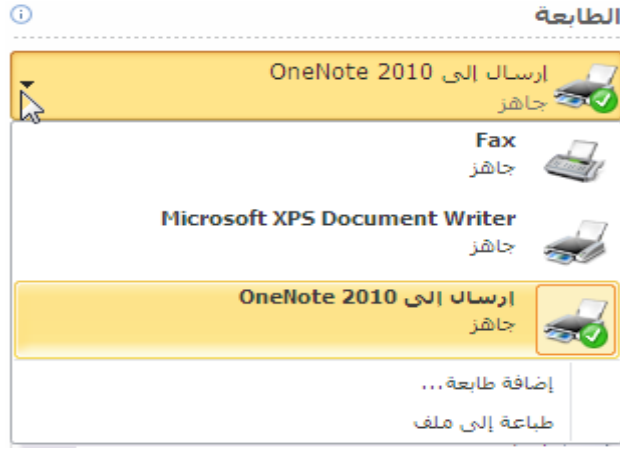 الطابعة
إرسال إلى OneNote 2010
جاهز
Fax
جاهز
Microsoft XPS Document Writer
جاهز
إرسال إلى OneNote 2010
جاهز
إضافة طابعة...
طباعة إلى ملف